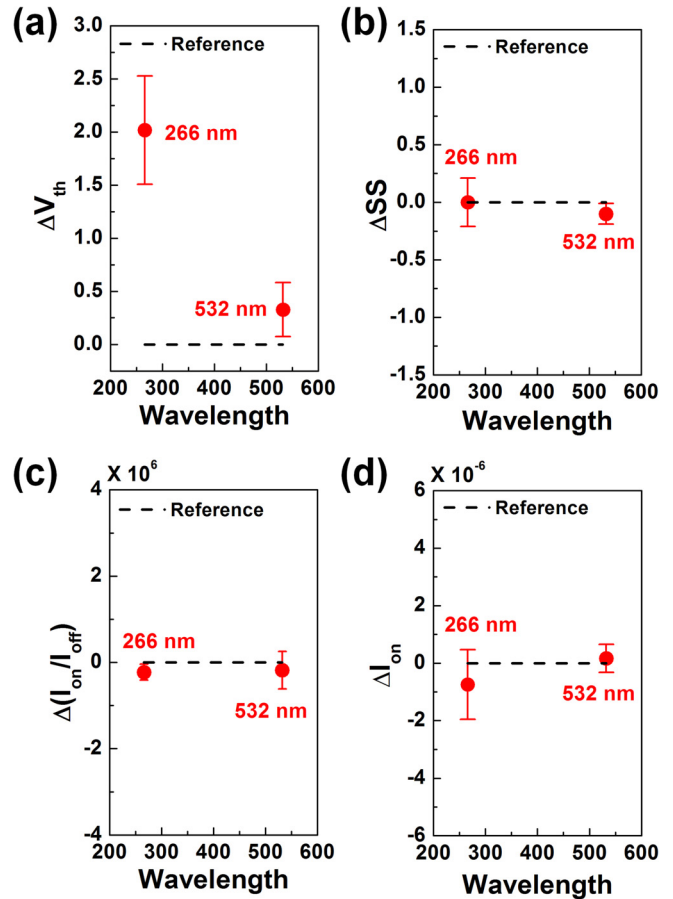 (a)
3.0
2.5
2.0
1.5
1.0
0.5
0.0
ΔVth
Reference
266 nm
532 nm
200 300 400 500 600
Wavelength
(b)
1.5
1.0
0.5
0.0
-0.5
-1.0
-1.5
ΔSS
Reference
266 nm
532 nm
200 300 400 500 600
Wavelength
(c)
X 10⁶
4
2
0
-2
-4
Δ(Ion/Ioff)
Reference
266 nm
532 nm
200 300 400 500 600
Wavelength
(d)
X 10⁻⁶
6
4
2
0
-2
-4
-6
ΔIon
Reference
266 nm
532 nm
200 300 400 500 600
Wavelength